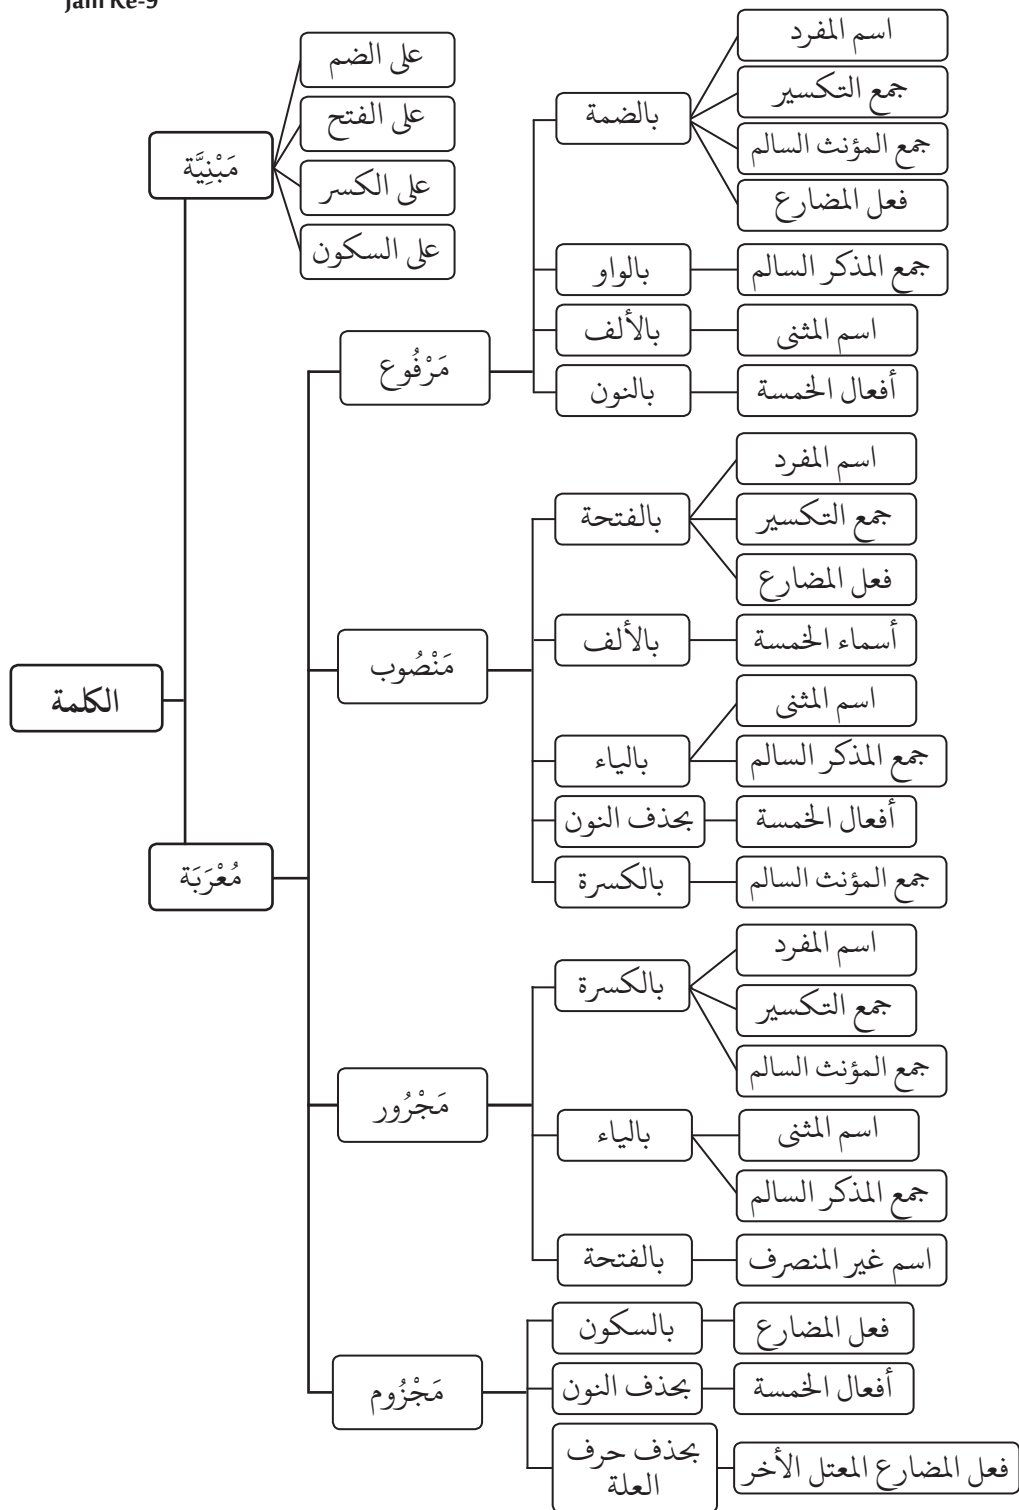 Jam Ke-9
الكلمة
مَبْنِيَّة
على الضم
على الفتح
على الكسر
على السكون
مُعْرَبَة
مَرْفُوع
بالضمة
اسم المفرد
جمع التكسير
جمع المؤنث السالم
فعل المضارع
بالواو
جمع المذكر السالم
بالألف
اسم المثنى
بالنون
أفعال الخمسة
مَنْصُوب
بالفتحة
اسم المفرد
جمع التكسير
فعل المضارع
بالألف
أسماء الخمسة
بالياء
اسم المثنى
جمع المذكر السالم
بحذف النون
أفعال الخمسة
بالكسرة
جمع المؤنث السالم
مَجْرُور
بالكسرة
اسم المفرد
جمع التكسير
جمع المؤنث السالم
بالياء
اسم المثنى
جمع المذكر السالم
بالفتحة
اسم غير المنصرف
مَجْزُوم
بالسكون
فعل المضارع
بحذف النون
أفعال الخمسة
بحذف حرف
العلة
فعل المضارع المعتل الأخر